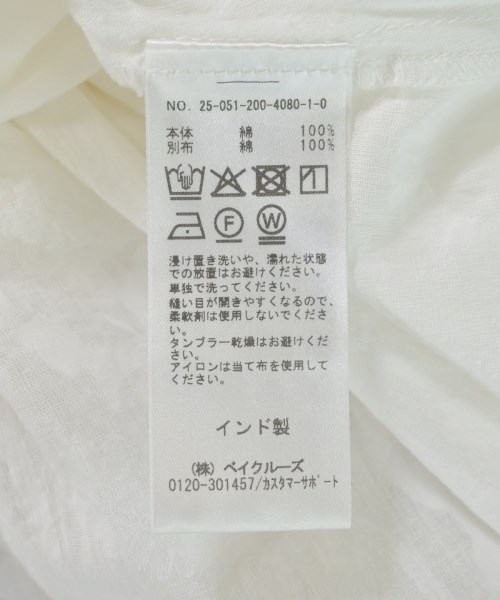 NO. 25-051-200-4080-1-0
本体 綿 100%
別布 綿 100%
F W
浸け置き洗いや、濡れた状態
での放置はお避けください。
単独で洗ってください。
縫い目が開きやすくなるので、
柔軟剤は使用しないでくださ
い。
タンブラー乾燥はお避けくだ
さい。
アイロンは当て布を使用して
ください。
インド製
(株) ベイクルーズ
0120-301457/カスタマーサポート